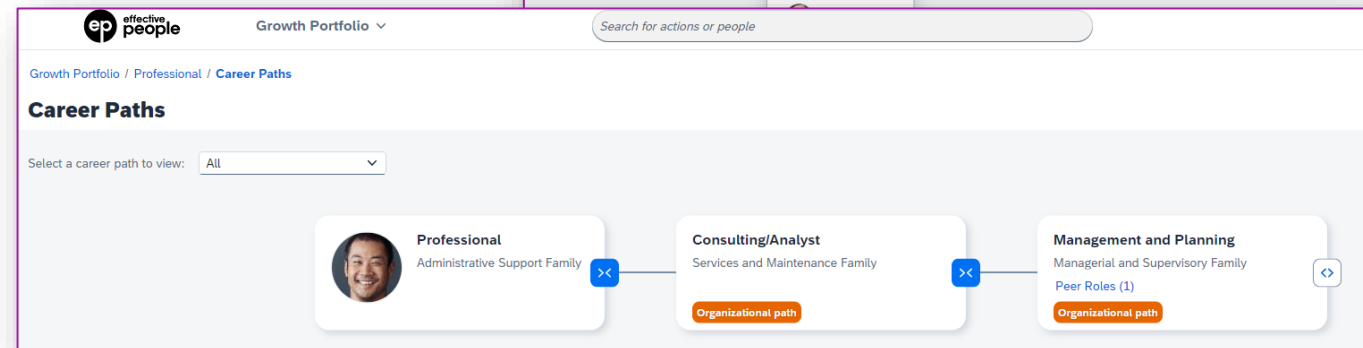 effective
people
ep
Growth Portfolio
Search for actions or people
Growth Portfolio / Professional / Career Paths
Career Paths
Select a career path to view: All
Professional
Administrative Support Family
Consulting/Analyst
Services and Maintenance Family
Organizational path
Management and Planning
Managerial and Supervisory Family
Peer Roles (1)
Organizational path